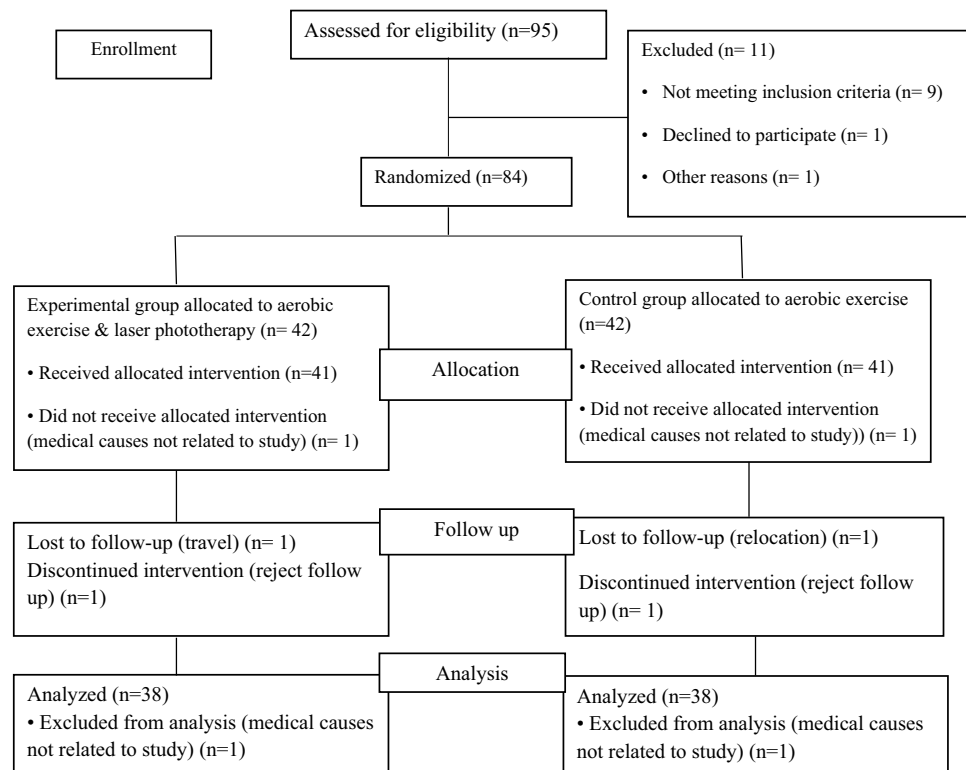 Enrollment
Assessed for eligibility (n=95)
Excluded (n= 11)
• Not meeting inclusion criteria (n= 9)
• Declined to participate (n= 1)
• Other reasons (n= 1)
Randomized (n=84)
Experimental group allocated to aerobic
exercise & laser phototherapy (n= 42)
• Received allocated intervention (n=41)
• Did not receive allocated intervention
(medical causes not related to study) (n= 1)
Allocation
Control group allocated to aerobic exercise
(n=42)
• Received allocated intervention (n= 41)
• Did not receive allocated intervention
(medical causes not related to study)) (n= 1)
Lost to follow-up (travel) (n= 1)
Discontinued intervention (reject follow
up) (n=1)
Follow up
Lost to follow-up (relocation) (n=1)
Discontinued intervention (reject follow
up) (n= 1)
Analyzed (n=38)
• Excluded from analysis (medical causes
not related to study) (n=1)
Analysis
Analyzed (n=38)
• Excluded from analysis (medical causes
not related to study) (n=1)